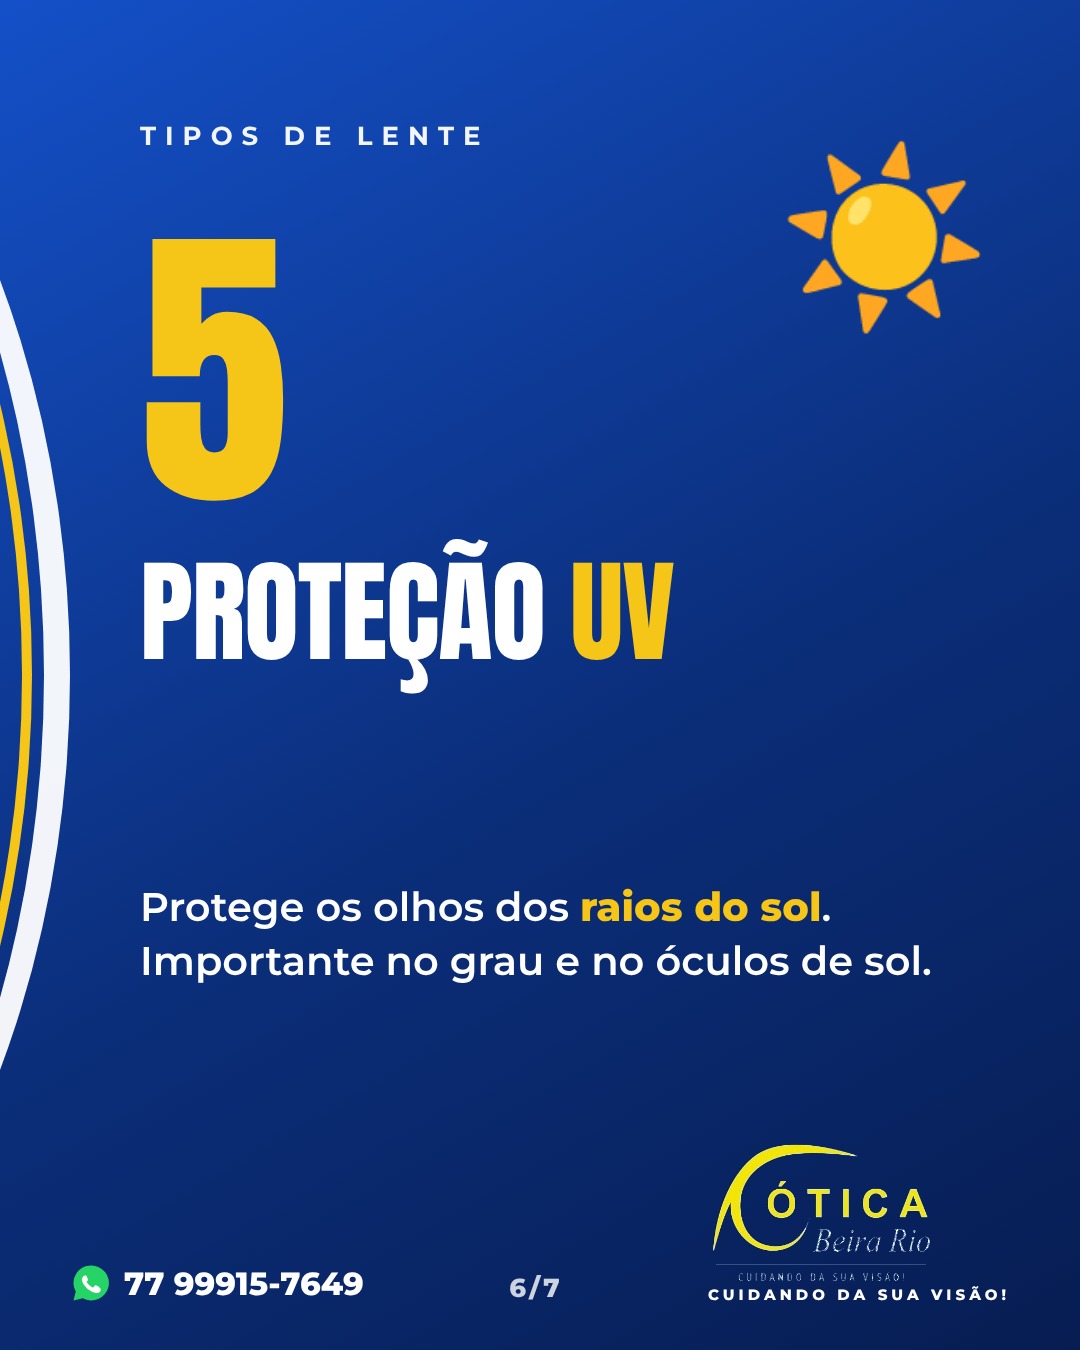 TIPOS DE LENTE
5
PROTEÇÃO UV
Protege os olhos dos raios do sol.
Importante no grau e no óculos de sol.
ÓTICA
Beira Rio
CUIDANDO DA SUA VISÃO!
CUIDANDO DA SUA VISÃO!
77 99915-7649
6/7